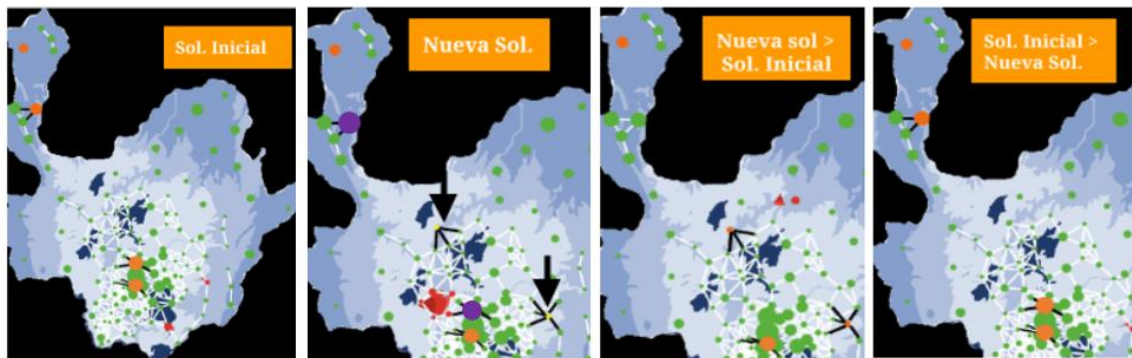 Sol. Inicial
Nueva Sol.
Nueva sol >
Sol. Inicial
Sol. Inicial >
Nueva Sol.